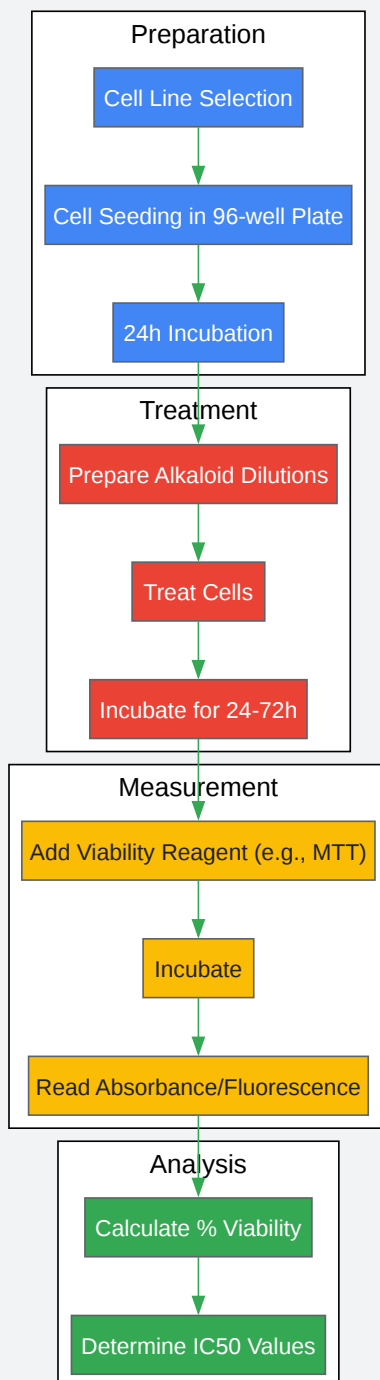 Preparation
Cell Line Selection
Cell Seeding in 96-well Plate
24h Incubation
Treatment
Prepare Alkaloid Dilutions
Treat Cells
Incubate for 24-72h
Measurement
Add Viability Reagent (e.g., MTT)
Incubate
Read Absorbance/Fluorescence
Analysis
Calculate % Viability
Determine IC50 Values